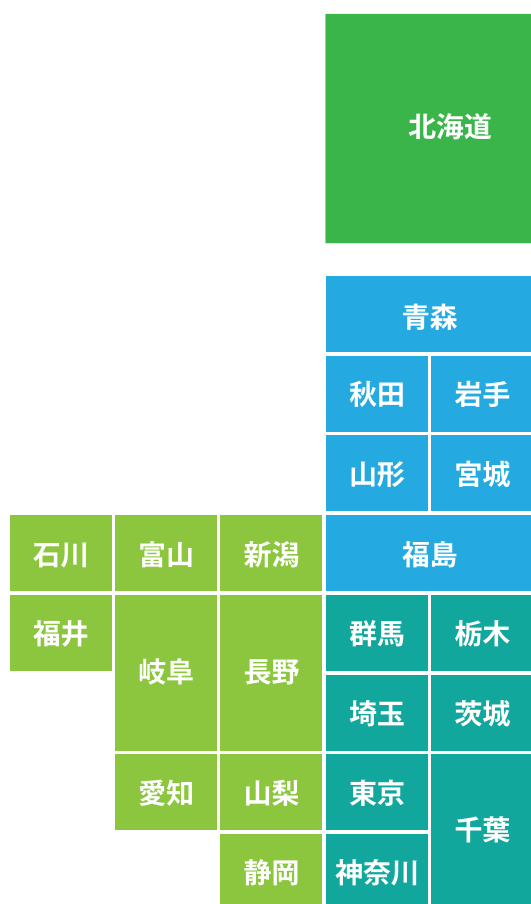 北海道
青森
秋田
岩手
山形
宮城
石川
富山
新潟
福島
福井
岐阜
長野
群馬
栃木
埼玉
茨城
愛知
山梨
東京
千葉
静岡
神奈川